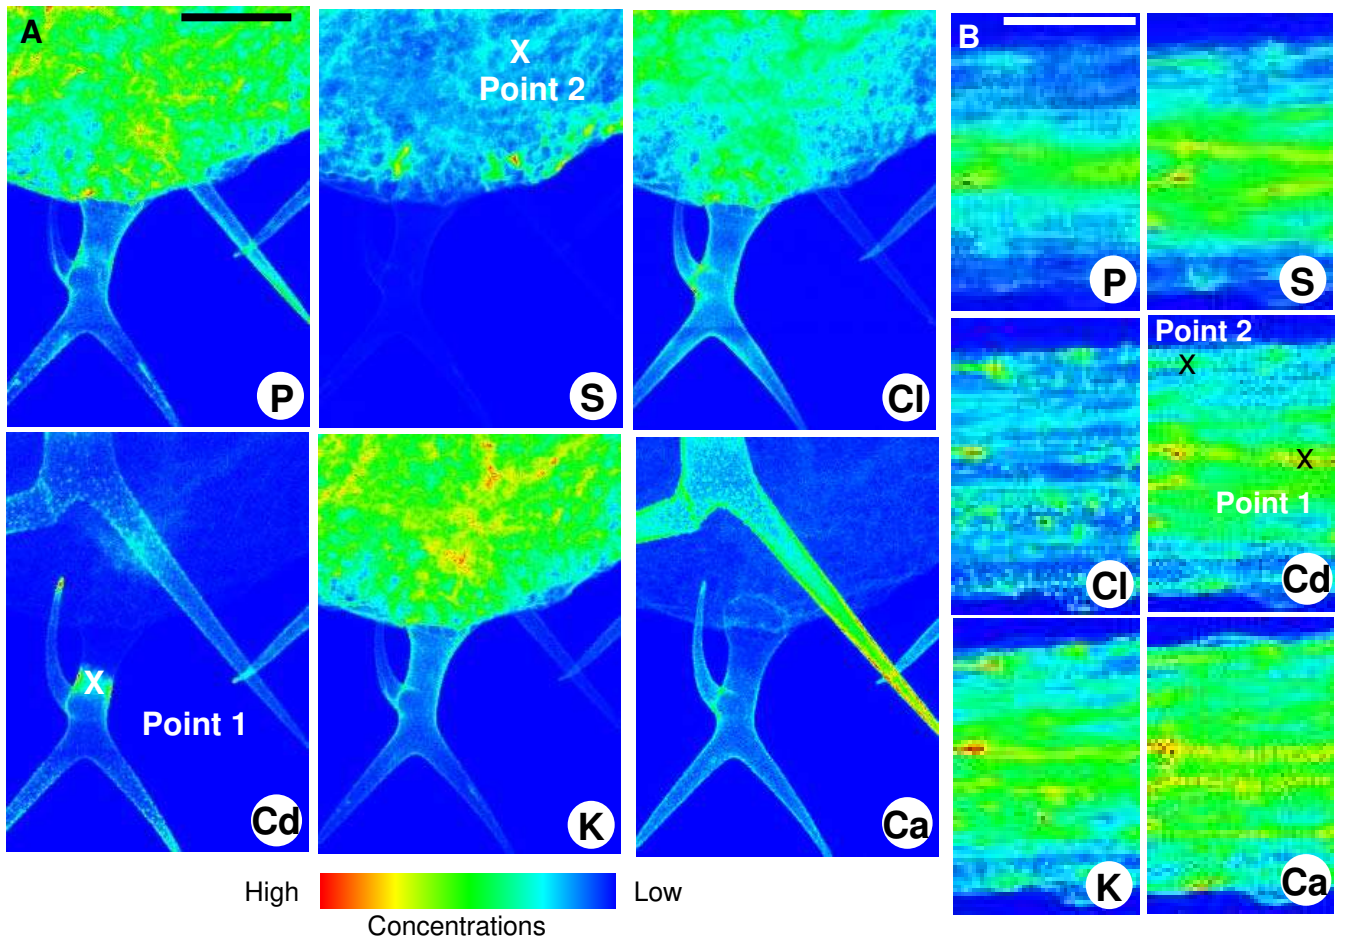 A
X
Point 2
B
P
S
Cl
P
S
Point 2
X
X
Point 1
Cl
Cd
X
Point 1
Cd
K
Ca
K
Ca
High
Low
Concentrations